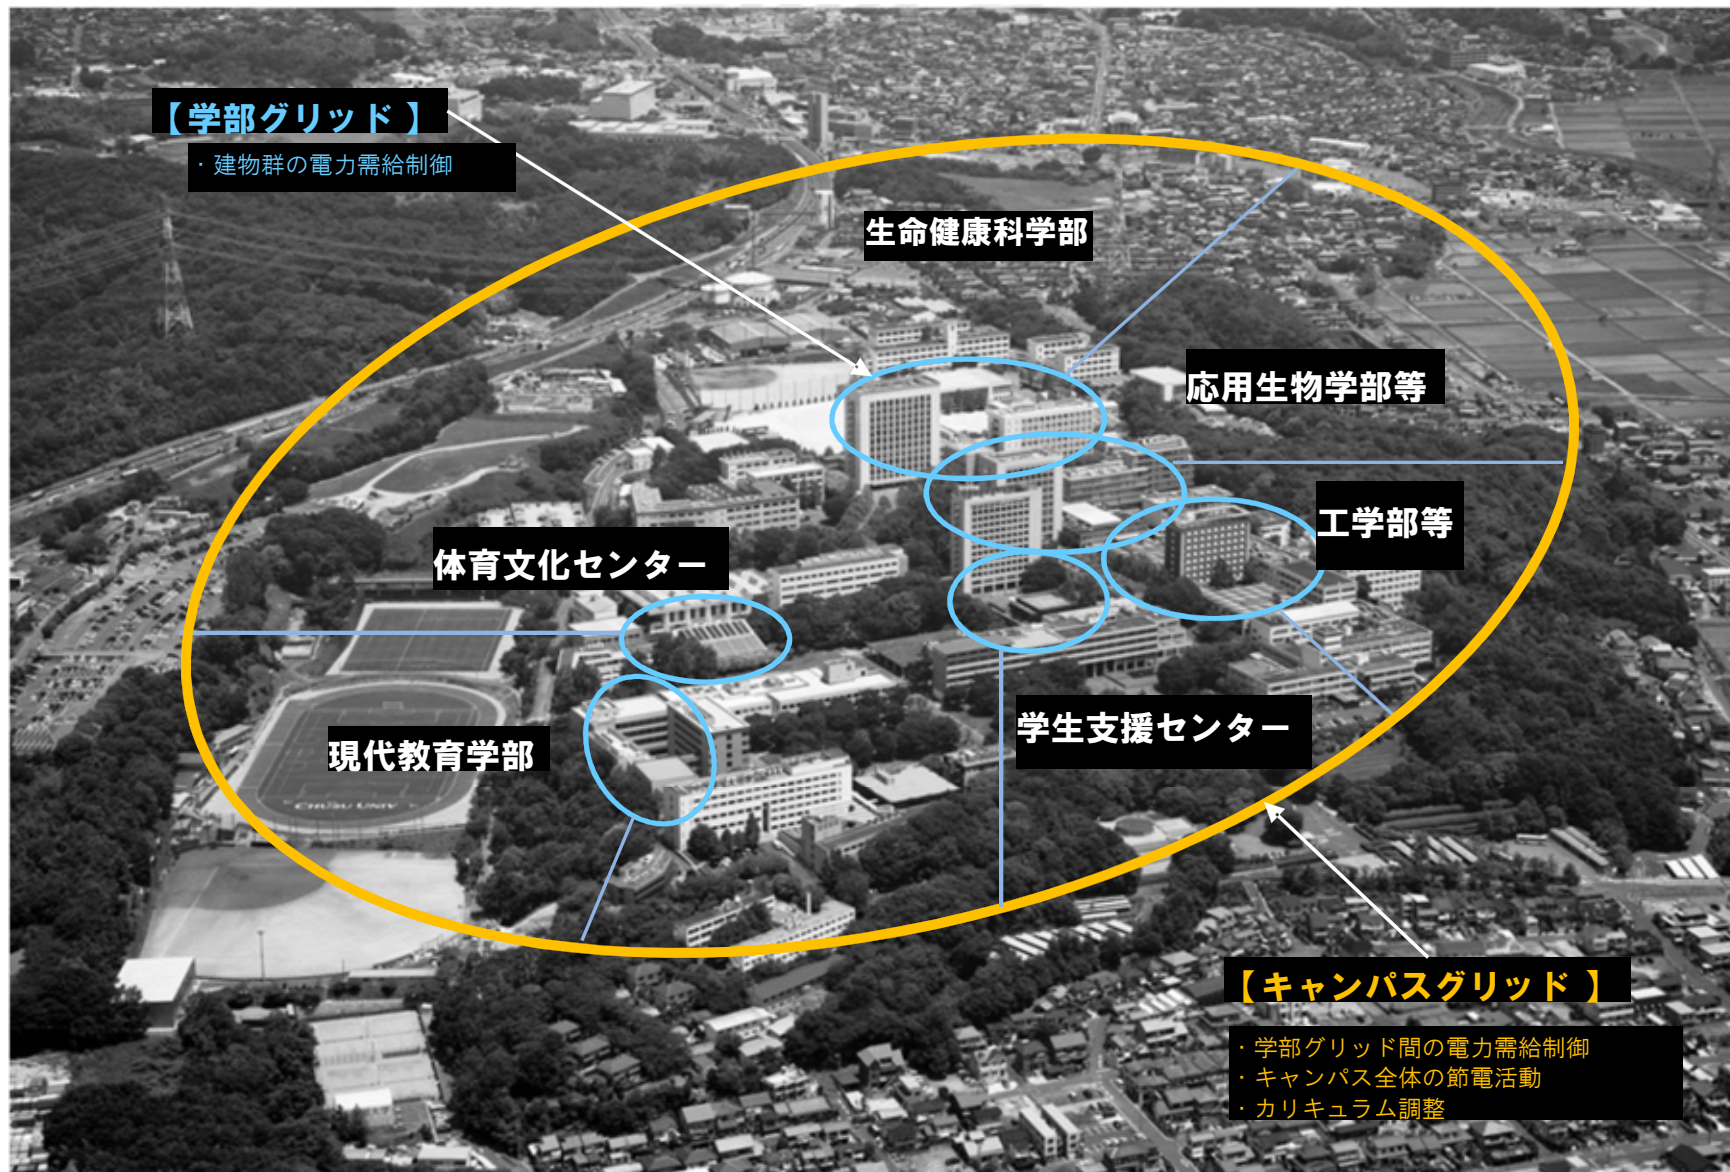 【 学部グリッド 】
・建物群の電力需給制御
生命健康科学部
応用生物学部等
工学部等
体育文化センター
学生支援センター
現代教育学部
CHUBU UNIV
【 キャンパスグリッド 】
・学部グリッド間の電力需給制御
・キャンパス全体の節電活動
・カリキュラム調整